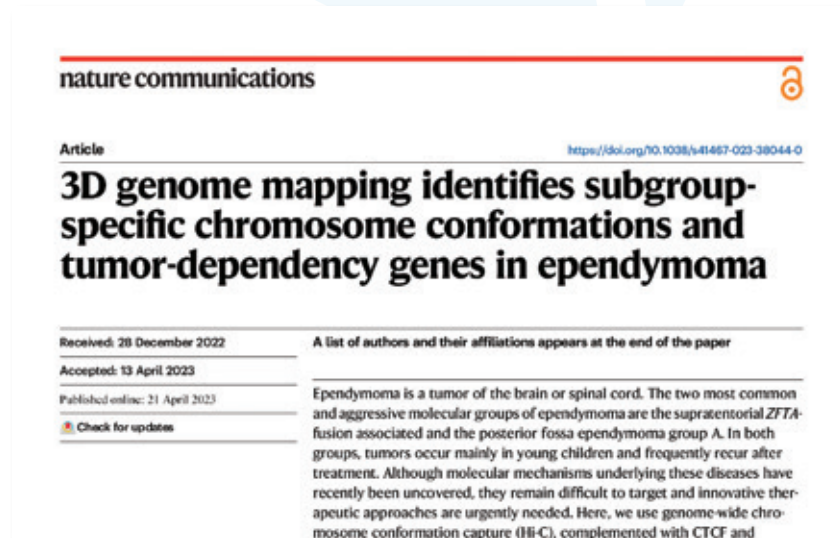 nature communications
Article
https://doi.org/10.1038/s41467-023-38044-0
3D genome mapping identifies subgroup-
specific chromosome conformations and
tumor-dependency genes in ependymoma
Received: 28 December 2022
Accepted: 13 April 2023
Published online: 21 April 2023
Check for updates
A list of authors and their affiliations appears at the end of the paper
Ependymoma is a tumor of the brain or spinal cord. The two most common
and aggressive molecular groups of ependymoma are the supratentorial ZFTA-
fusion associated and the posterior fossa ependymoma group A. In both
groups, tumors occur mainly in young children and frequently recur after
treatment. Although molecular mechanisms underlying these diseases have
recently been uncovered, they remain difficult to target and innovative ther-
apeutic approaches are urgently needed. Here, we use genome-wide chro-
mosome conformation capture (Hi-C), complemented with CTCF and